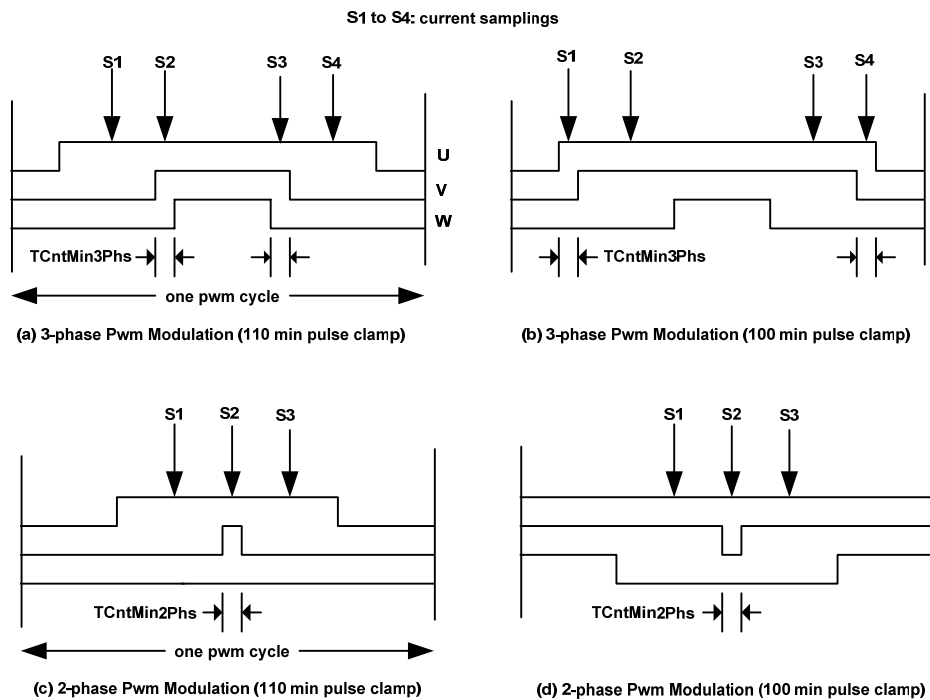 S1 to S4: current samplings
S1 S2 S3 S4
U
V
W
TCntMin3Phs
one pwm cycle
(a) 3-phase Pwm Modulation (110 min pulse clamp)
S1 S2 S3 S4
TCntMin3Phs
(b) 3-phase Pwm Modulation (100 min pulse clamp)
S1 S2 S3
TCntMin2Phs
one pwm cycle
(c) 2-phase Pwm Modulation (110 min pulse clamp)
S1 S2 S3
TCntMin2Phs
(d) 2-phase Pwm Modulation (100 min pulse clamp)